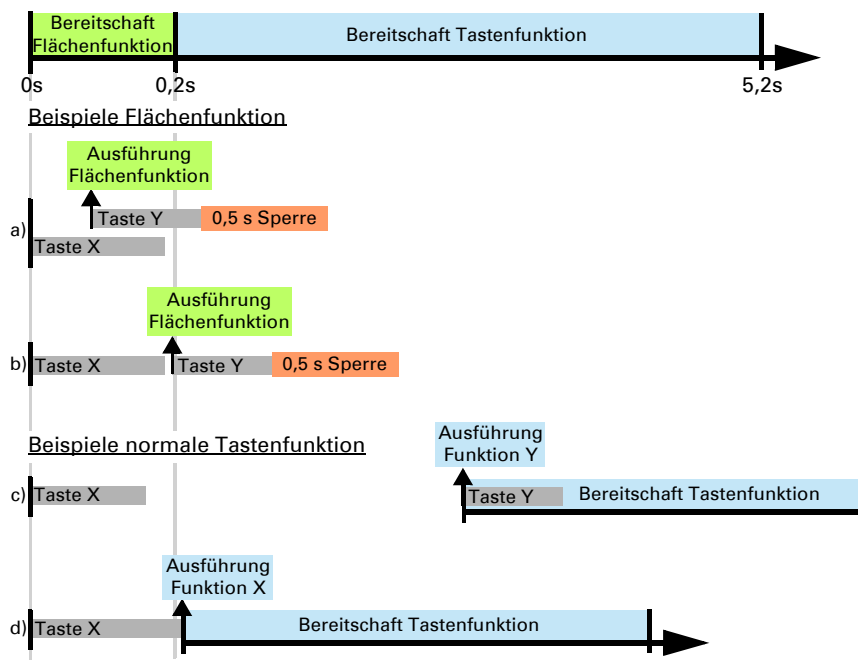 Bereitschaft
Flächenfunktion
Bereitschaft Tastenfunktion
0s
0,2s
5,2s
Beispiele Flächenfunktion
Ausführung
Flächenfunktion
a)
Taste Y
0,5 s Sperre
Taste X
Ausführung
Flächenfunktion
b)
Taste X
Taste Y
0,5 s Sperre
Beispiele normale Tastenfunktion
Ausführung
Funktion Y
c)
Taste X
Taste Y
Bereitschaft Tastenfunktion
Ausführung
Funktion X
d)
Taste X
Bereitschaft Tastenfunktion